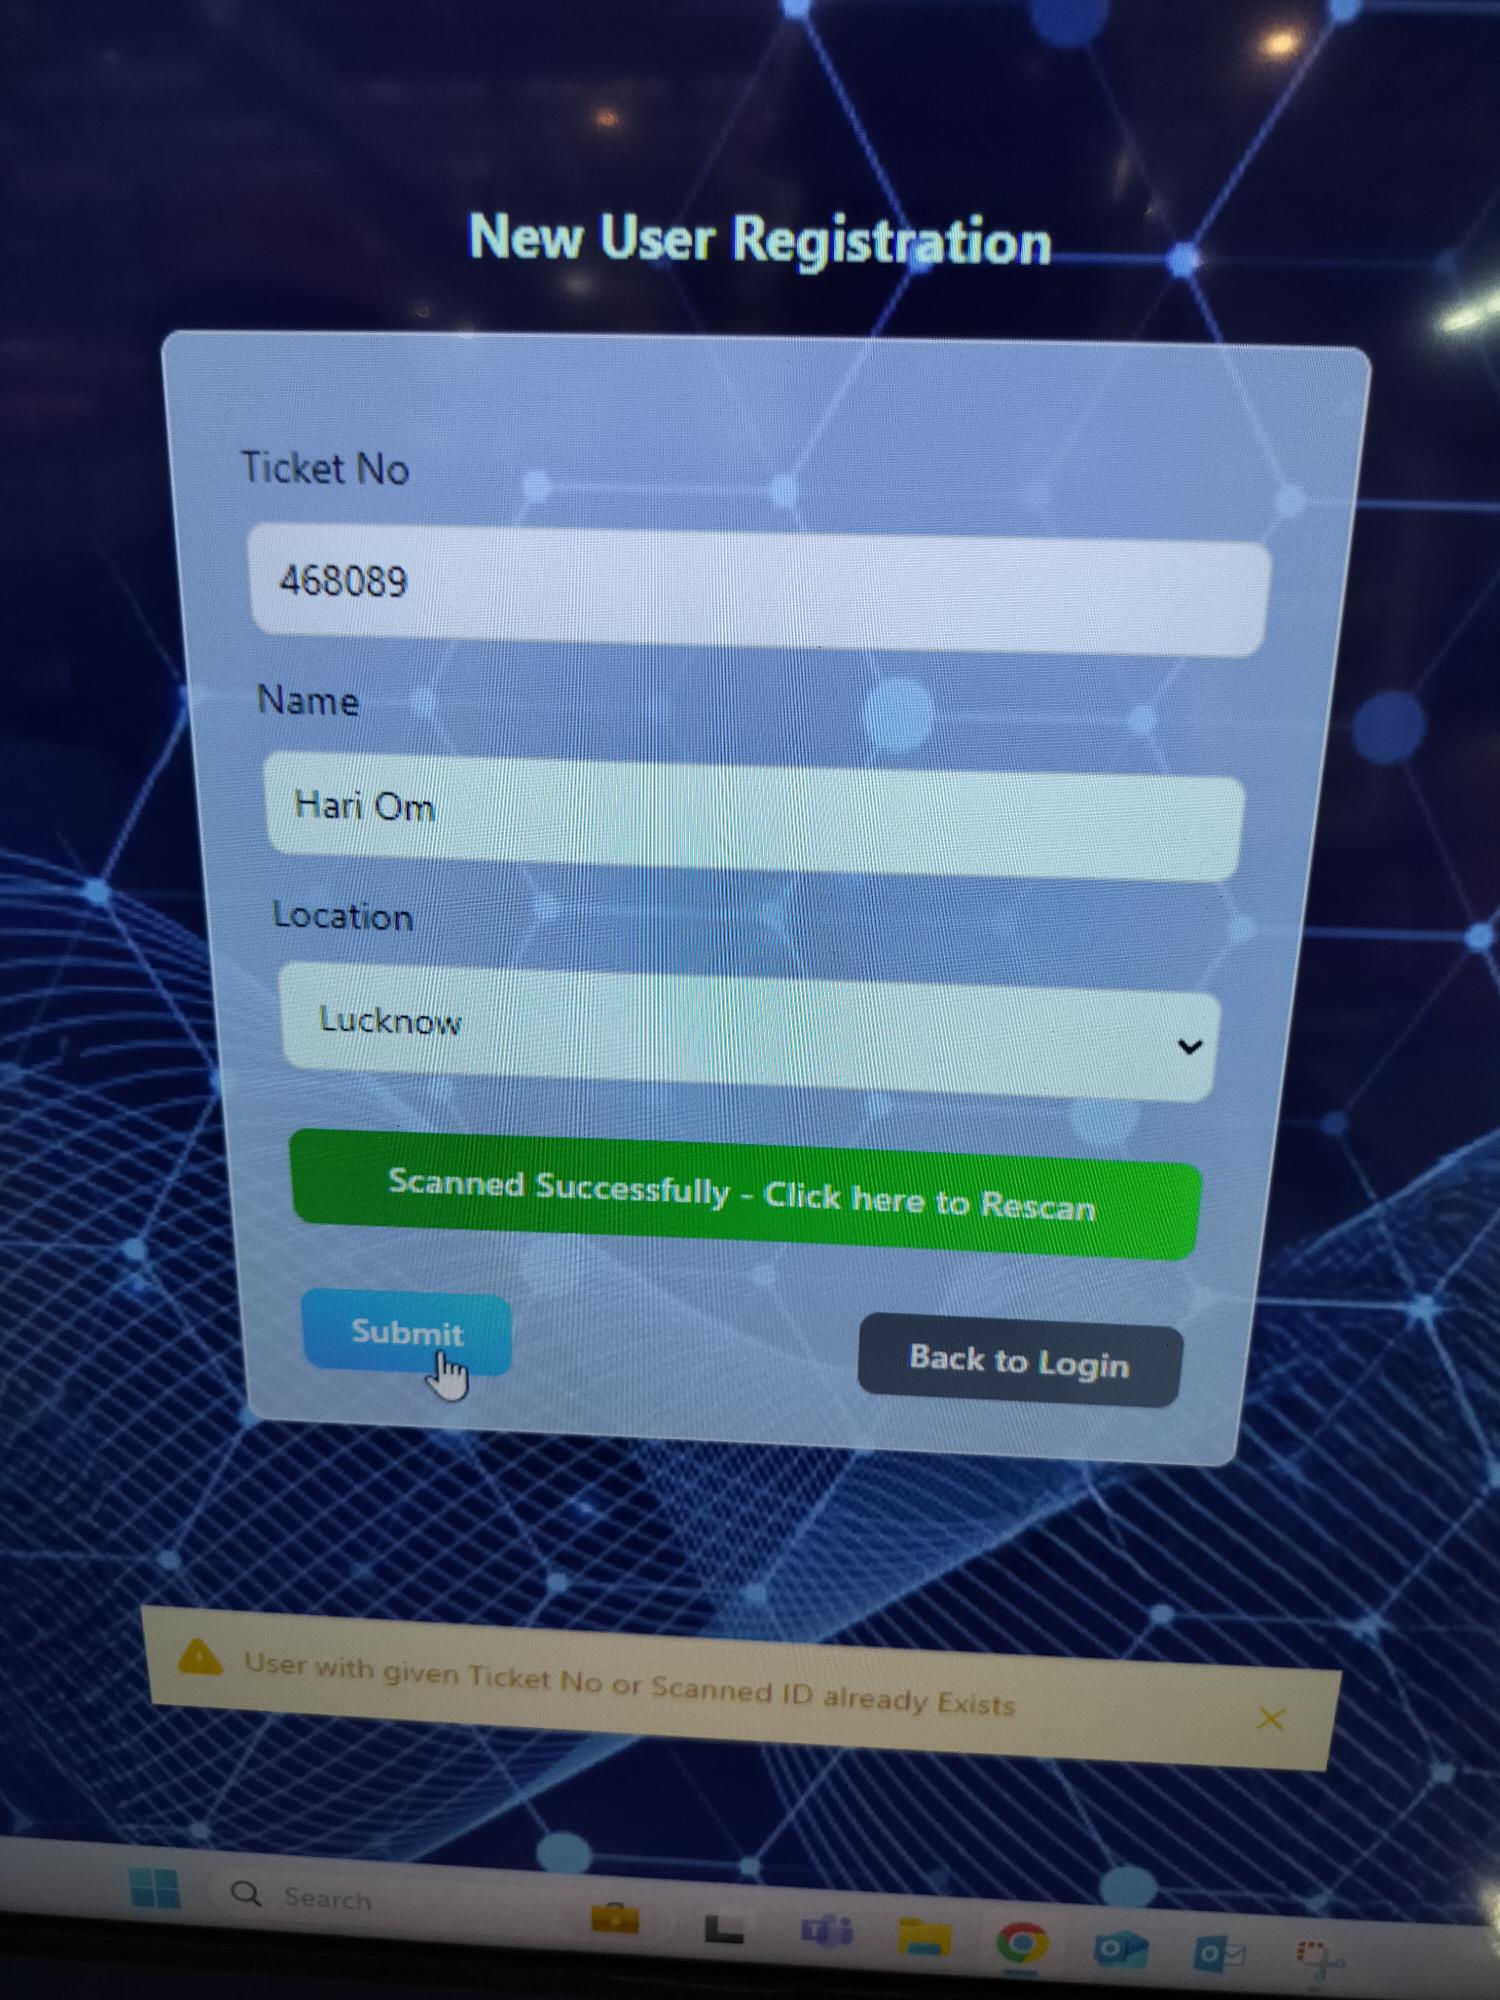 New User Registration
Ticket No
468089
Name
Hari Om
Location
Lucknow
Scanned Successfully - Click here to Rescan
Submit
Back to Login
User with given Ticket No or Scanned ID already Exists
Search